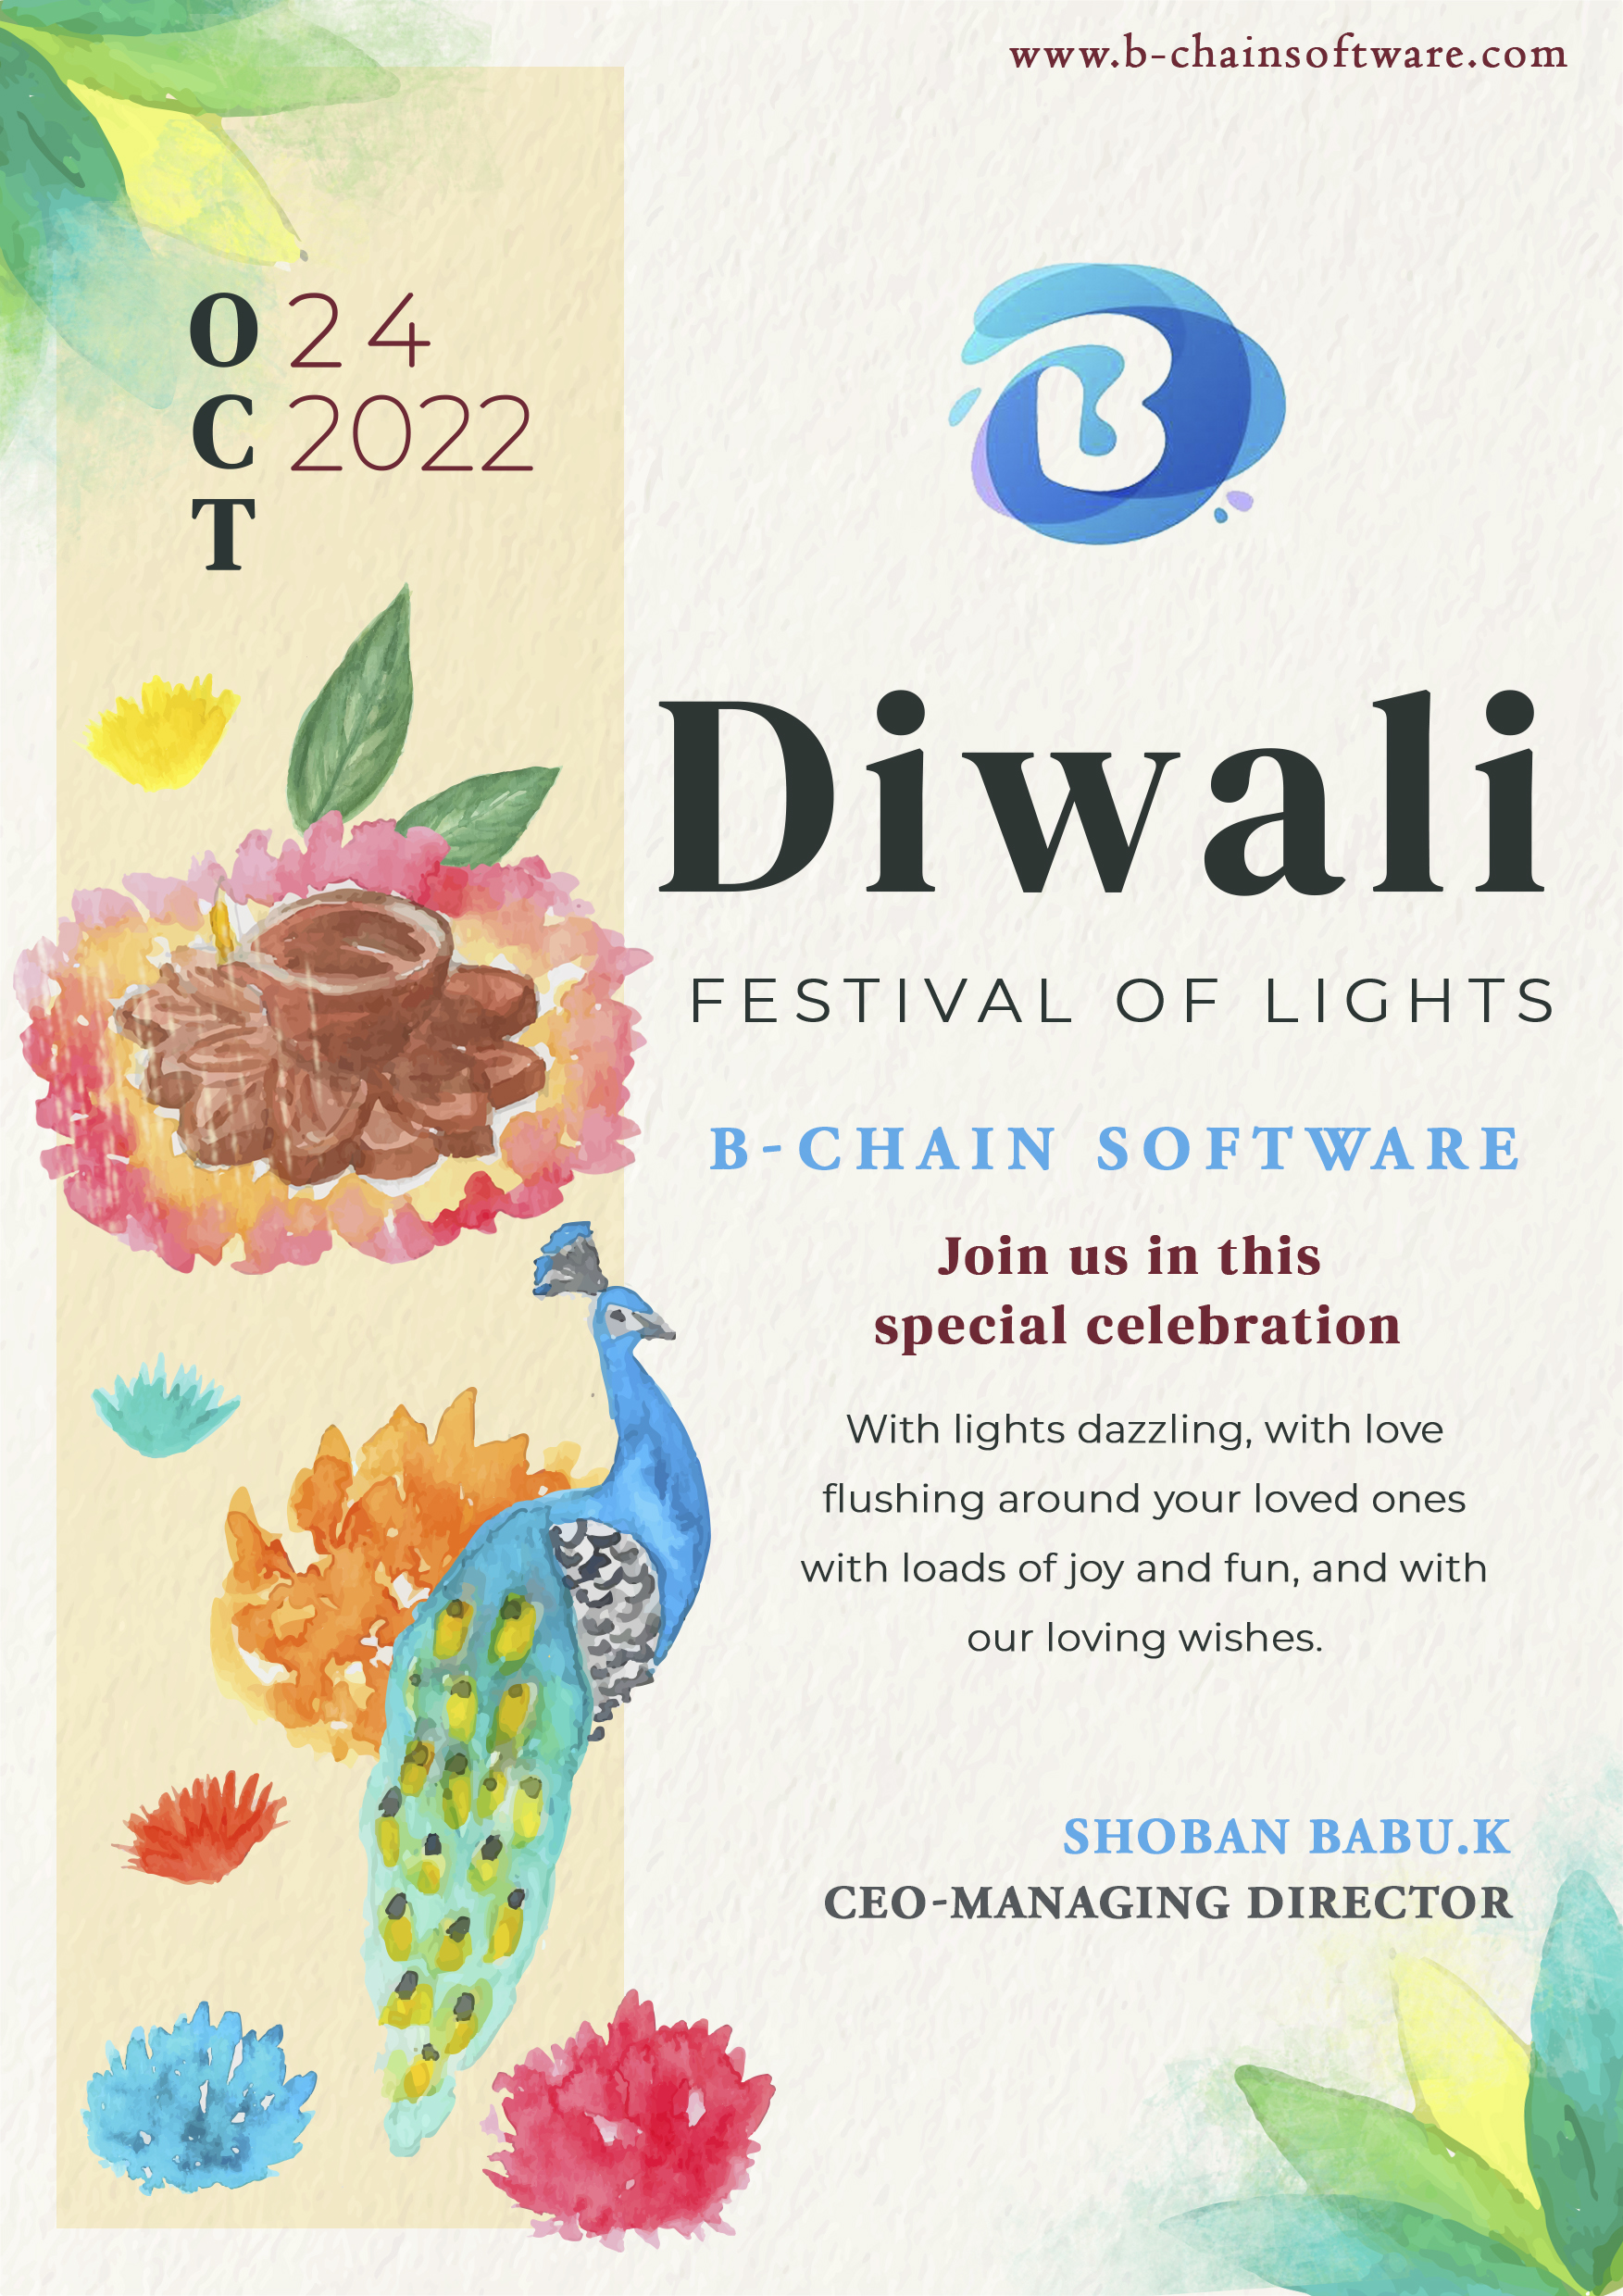 www.b-chainsoftware.com
OCT
24
2022
B
Diwali
FESTIVAL OF LIGHTS
B-CHAIN SOFTWARE
Join us in this
special celebration
With lights dazzling, with love
flushing around your loved ones
with loads of joy and fun, and with
our loving wishes.
SHOBAN BABU.K
CEO-MANAGING DIRECTOR